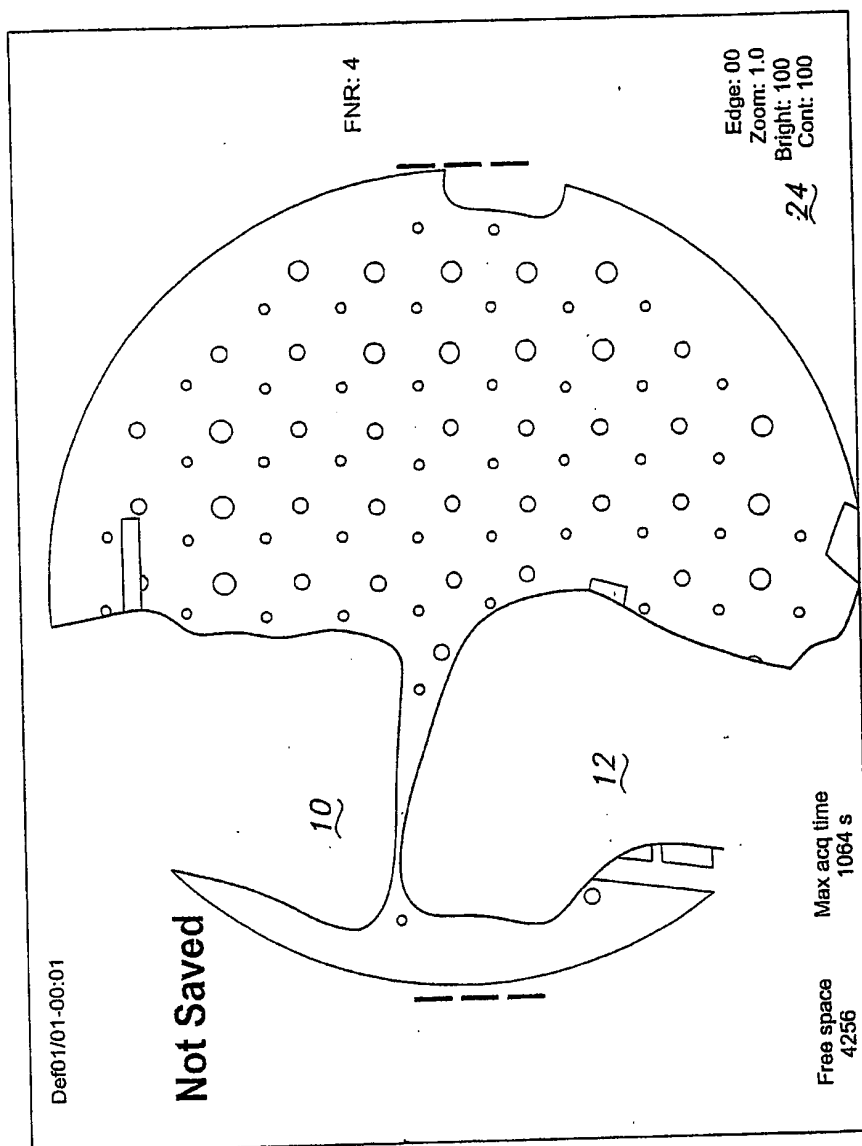 Def01/01-00:01
Not Saved
FNR: 4
10
12
24
Free space
4256
Max acq time
1064 s
Edge: 00
Zoom: 1.0
Bright: 100
Cont: 100